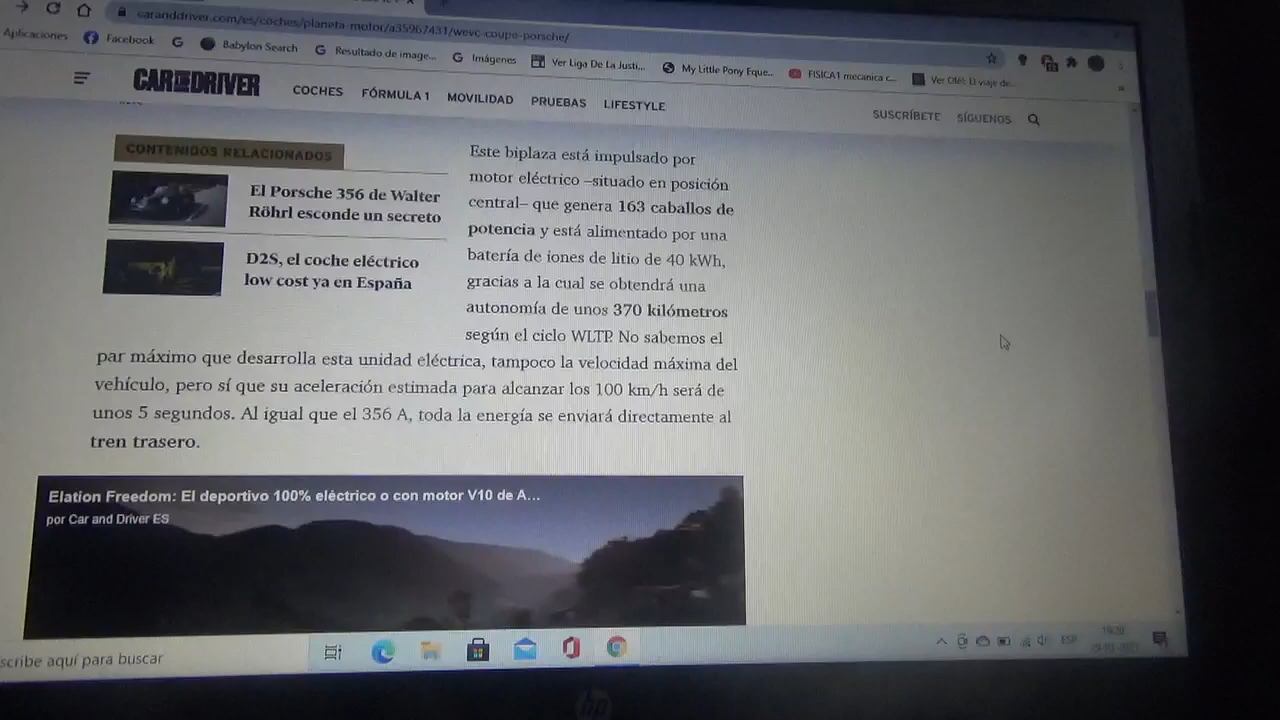 caranddriver.com/es/coches/planeta-motor/a35967431/wevc-coupe-porsche/
Aplicaciones Facebook Babylon Search Resultado de image... Imágenes Ver Liga De La Justi... My Little Pony Eque... FISICA1 mecanica c... Ver Olé: El viaje de...
CAR AND DRIVER COCHES FÓRMULA 1 MOVILIDAD PRUEBAS LIFESTYLE SUSCRÍBETE SÍGUENOS
CONTENIDOS RELACIONADOS
El Porsche 356 de Walter
Röhrl esconde un secreto
D2S, el coche eléctrico
low cost ya en España
Este biplaza está impulsado por
motor eléctrico –situado en posición
central– que genera 163 caballos de
potencia y está alimentado por una
batería de iones de litio de 40 kWh,
gracias a la cual se obtendrá una
autonomía de unos 370 kilómetros
según el ciclo WLTP. No sabemos el
par máximo que desarrolla esta unidad eléctrica, tampoco la velocidad máxima del
vehículo, pero sí que su aceleración estimada para alcanzar los 100 km/h será de
unos 5 segundos. Al igual que el 356 A, toda la energía se enviará directamente al
tren trasero.
Elation Freedom: El deportivo 100% eléctrico o con motor V10 de A...
por Car and Driver ES
scribe aquí para buscar
ESP
hp